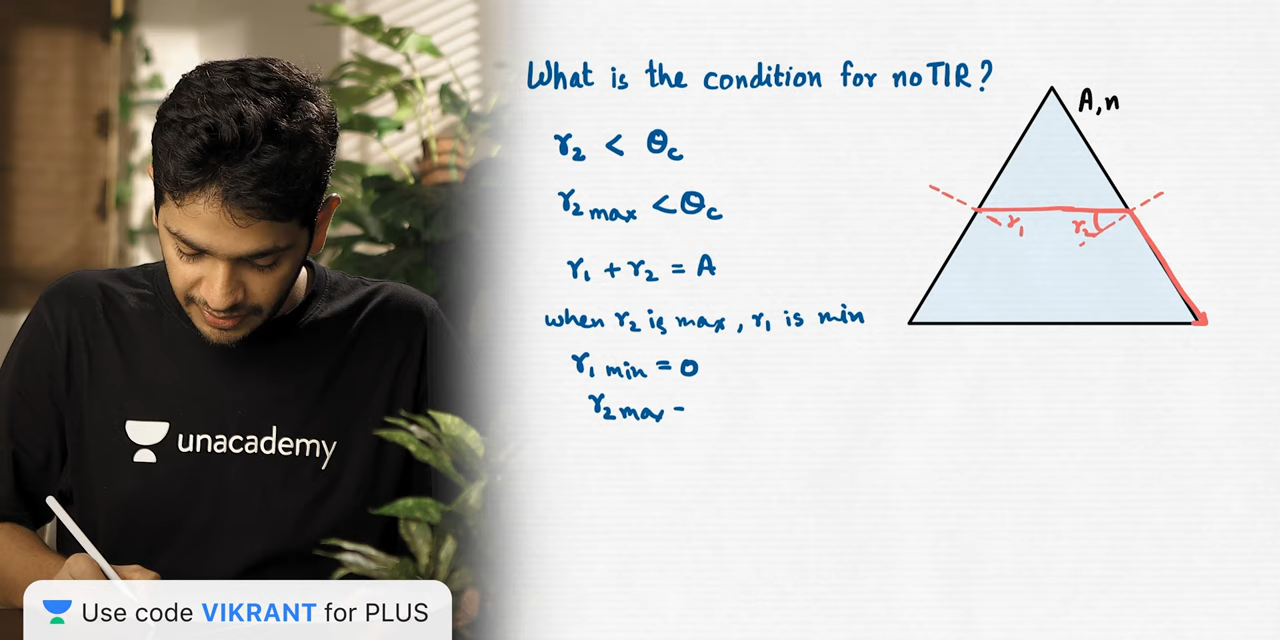 What is the condition for no TIR?
A, n
r₂ < θc
r₂ max < θc
r₁ + r₂ = A
r₁
r₂
when r₂ is max, r₁ is min
r₁ min = 0
r₂ max -
unacademy
Use code VIKRANT for PLUS